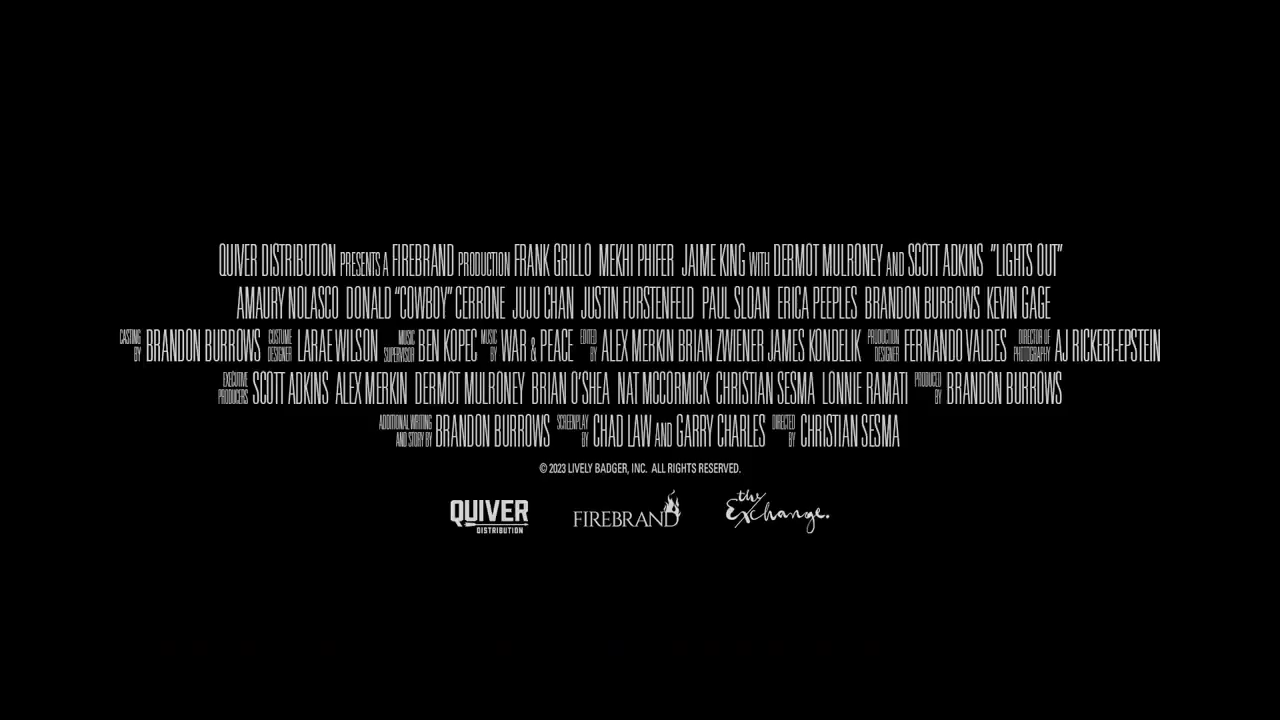 QUIVER DISTRIBUTION PRESENTS A FIREBRAND PRODUCTION FRANK GRILLO MEKHI PHIFER JAIME KING WITH DERMOT MULRONEY AND SCOTT ADKINS "LIGHTS OUT"
AMAURY NOLASCO DONALD “COWBOY” CERRONE JUJU CHAN JUSTIN FURSTENFELD PAUL SLOAN ERICA PEEPLES BRANDON BURROWS KEVIN GAGE
CASTING BY BRANDON BURROWS COSTUME DESIGNER LARAE WILSON MUSIC SUPERVISOR BEN KOPEC MUSIC BY WAR & PEACE EDITED BY ALEX MERKIN BRIAN ZWIENER JAMES KONDELIK PRODUCTION DESIGNER FERNANDO VALDES DIRECTOR OF PHOTOGRAPHY AJ RICKERT-EPSTEIN
EXECUTIVE PRODUCERS SCOTT ADKINS ALEX MERKIN DERMOT MULRONEY BRIAN O'SHEA NAT MCCORMICK CHRISTIAN SESMA LONNIE RAMATI PRODUCED BY BRANDON BURROWS
ADDITIONAL WRITING AND STORY BY BRANDON BURROWS SCREENPLAY BY CHAD LAW AND GARRY CHARLES DIRECTED BY CHRISTIAN SESMA
© 2023 LIVELY BADGER, INC. ALL RIGHTS RESERVED.
QUIVER DISTRIBUTION FIREBRAND the Exchange.